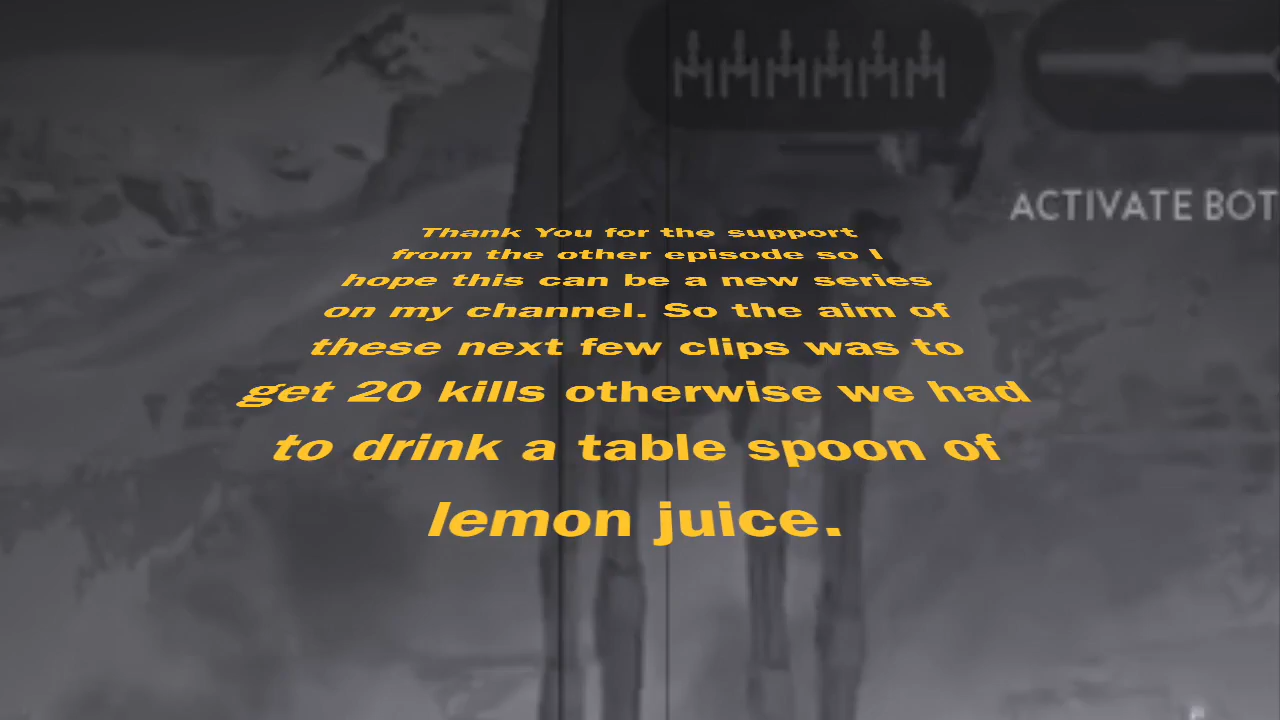 ACTIVATE BOT
Thank You for the support
from the other episode so I
hope this can be a new series
on my channel. So the aim of
these next few clips was to
get 20 kills otherwise we had
to drink a table spoon of
lemon juice.